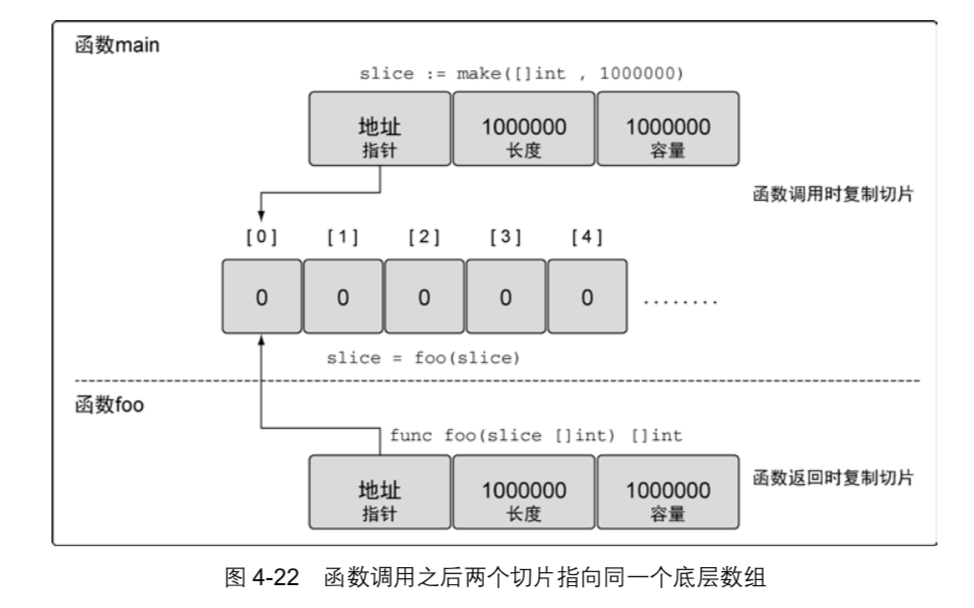 函数main
slice := make([]int , 1000000)
地址 1000000 1000000
指针 长度 容量
函数调用时复制切片
[0] [1] [2] [3] [4]
0 0 0 0 0 ........
slice = foo(slice)
函数foo
func foo(slice []int) []int
地址 1000000 1000000
指针 长度 容量
函数返回时复制切片
图 4-22 函数调用之后两个切片指向同一个底层数组